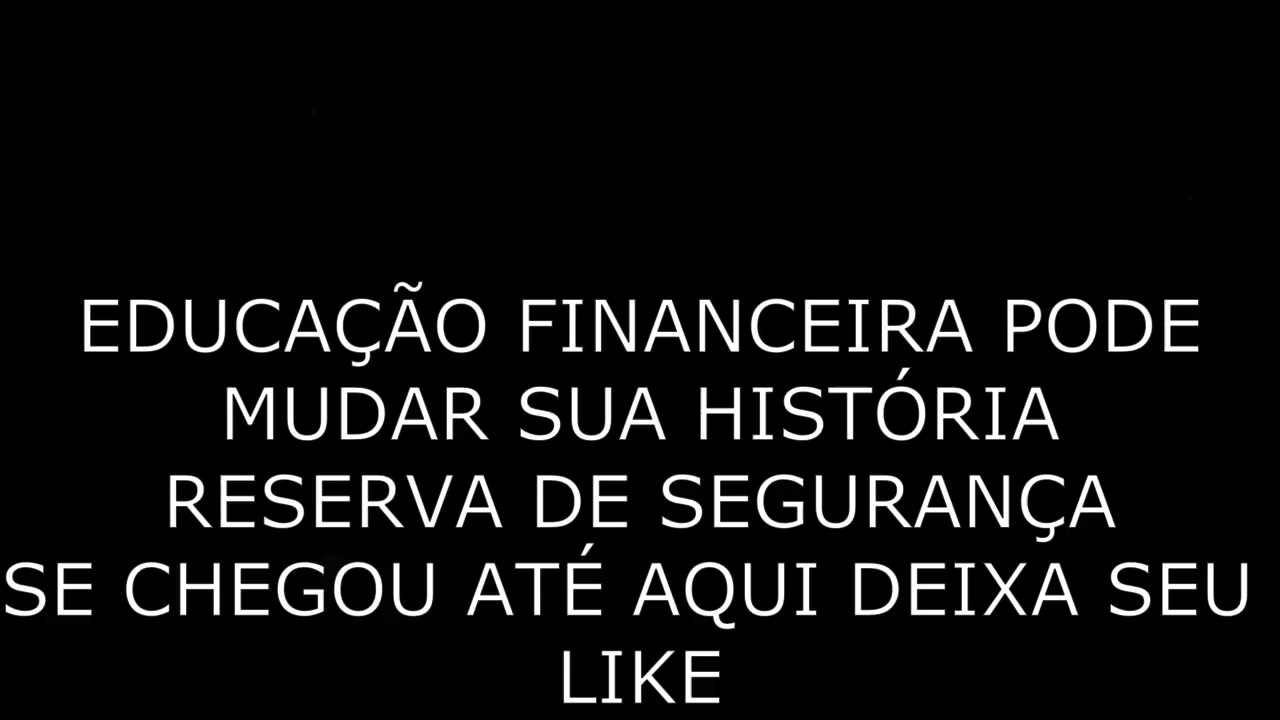 EDUCAÇÃO FINANCEIRA PODE
MUDAR SUA HISTÓRIA
RESERVA DE SEGURANÇA
SE CHEGOU ATÉ AQUI DEIXA SEU
LIKE